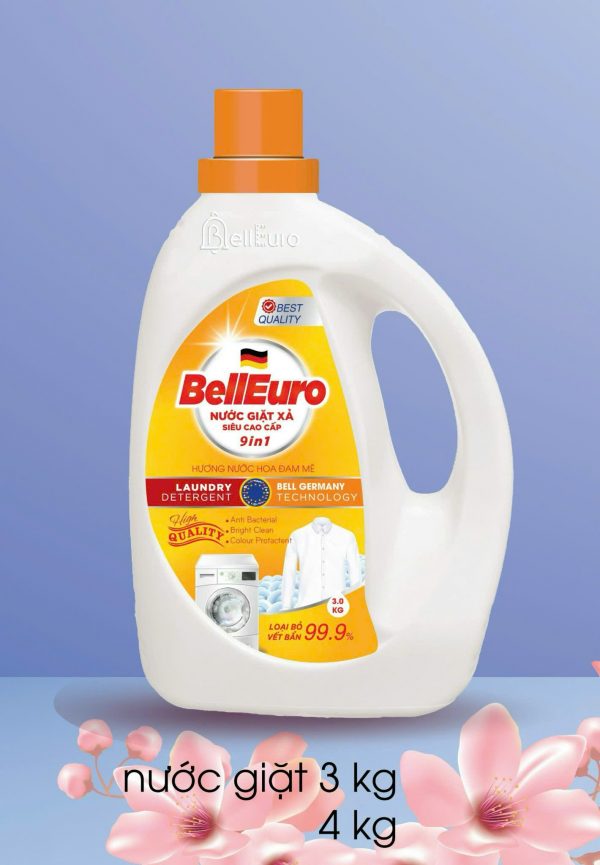 BellEuro
BEST
QUALITY
BellEuro
NƯỚC GIẶT XẢ
SIÊU CAO CẤP
9in1
HƯƠNG NƯỚC HOA ĐAM MÊ
LAUNDRY
DETERGENT
BELL GERMANY
TECHNOLOGY
High
QUALITY
• Anti Bacterial
• Bright Clean
• Colour Protactent
3.0
KG
LOẠI BỎ
VẾT BẨN 99.9%
nước giặt 3 kg
4 kg